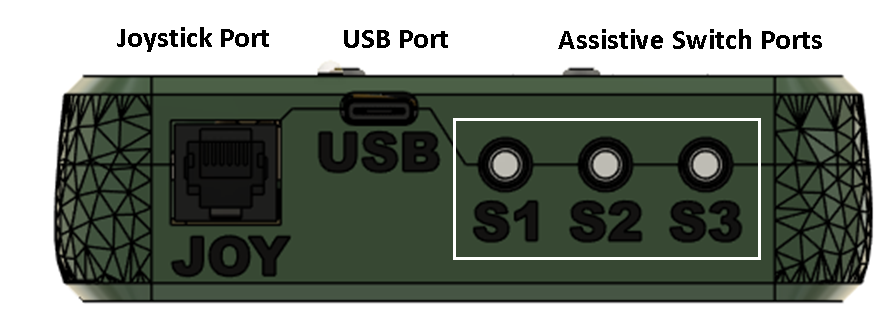 Joystick Port USB Port Assistive Switch Ports
USB
S1 S2 S3
JOY